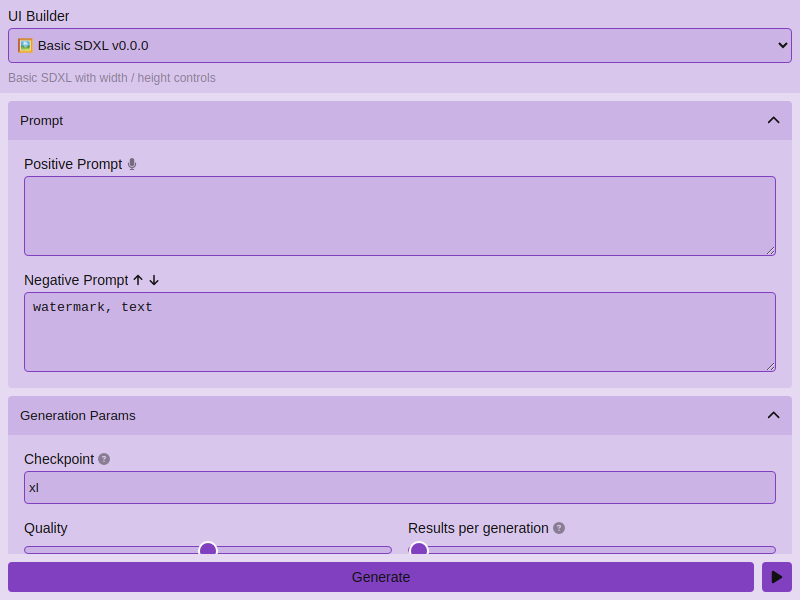 UI Builder
🖼️ Basic SDXL v0.0.0
Basic SDXL with width / height controls
Prompt
Positive Prompt
Negative Prompt
watermark, text
Generation Params
Checkpoint
xl
Quality
Results per generation
Generate